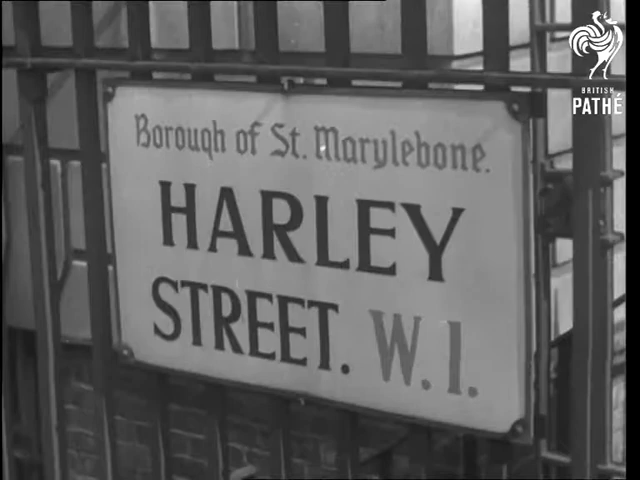 BRITISH
PATHÉ
Borough of St. Marylebone.
HARLEY
STREET. W.1.